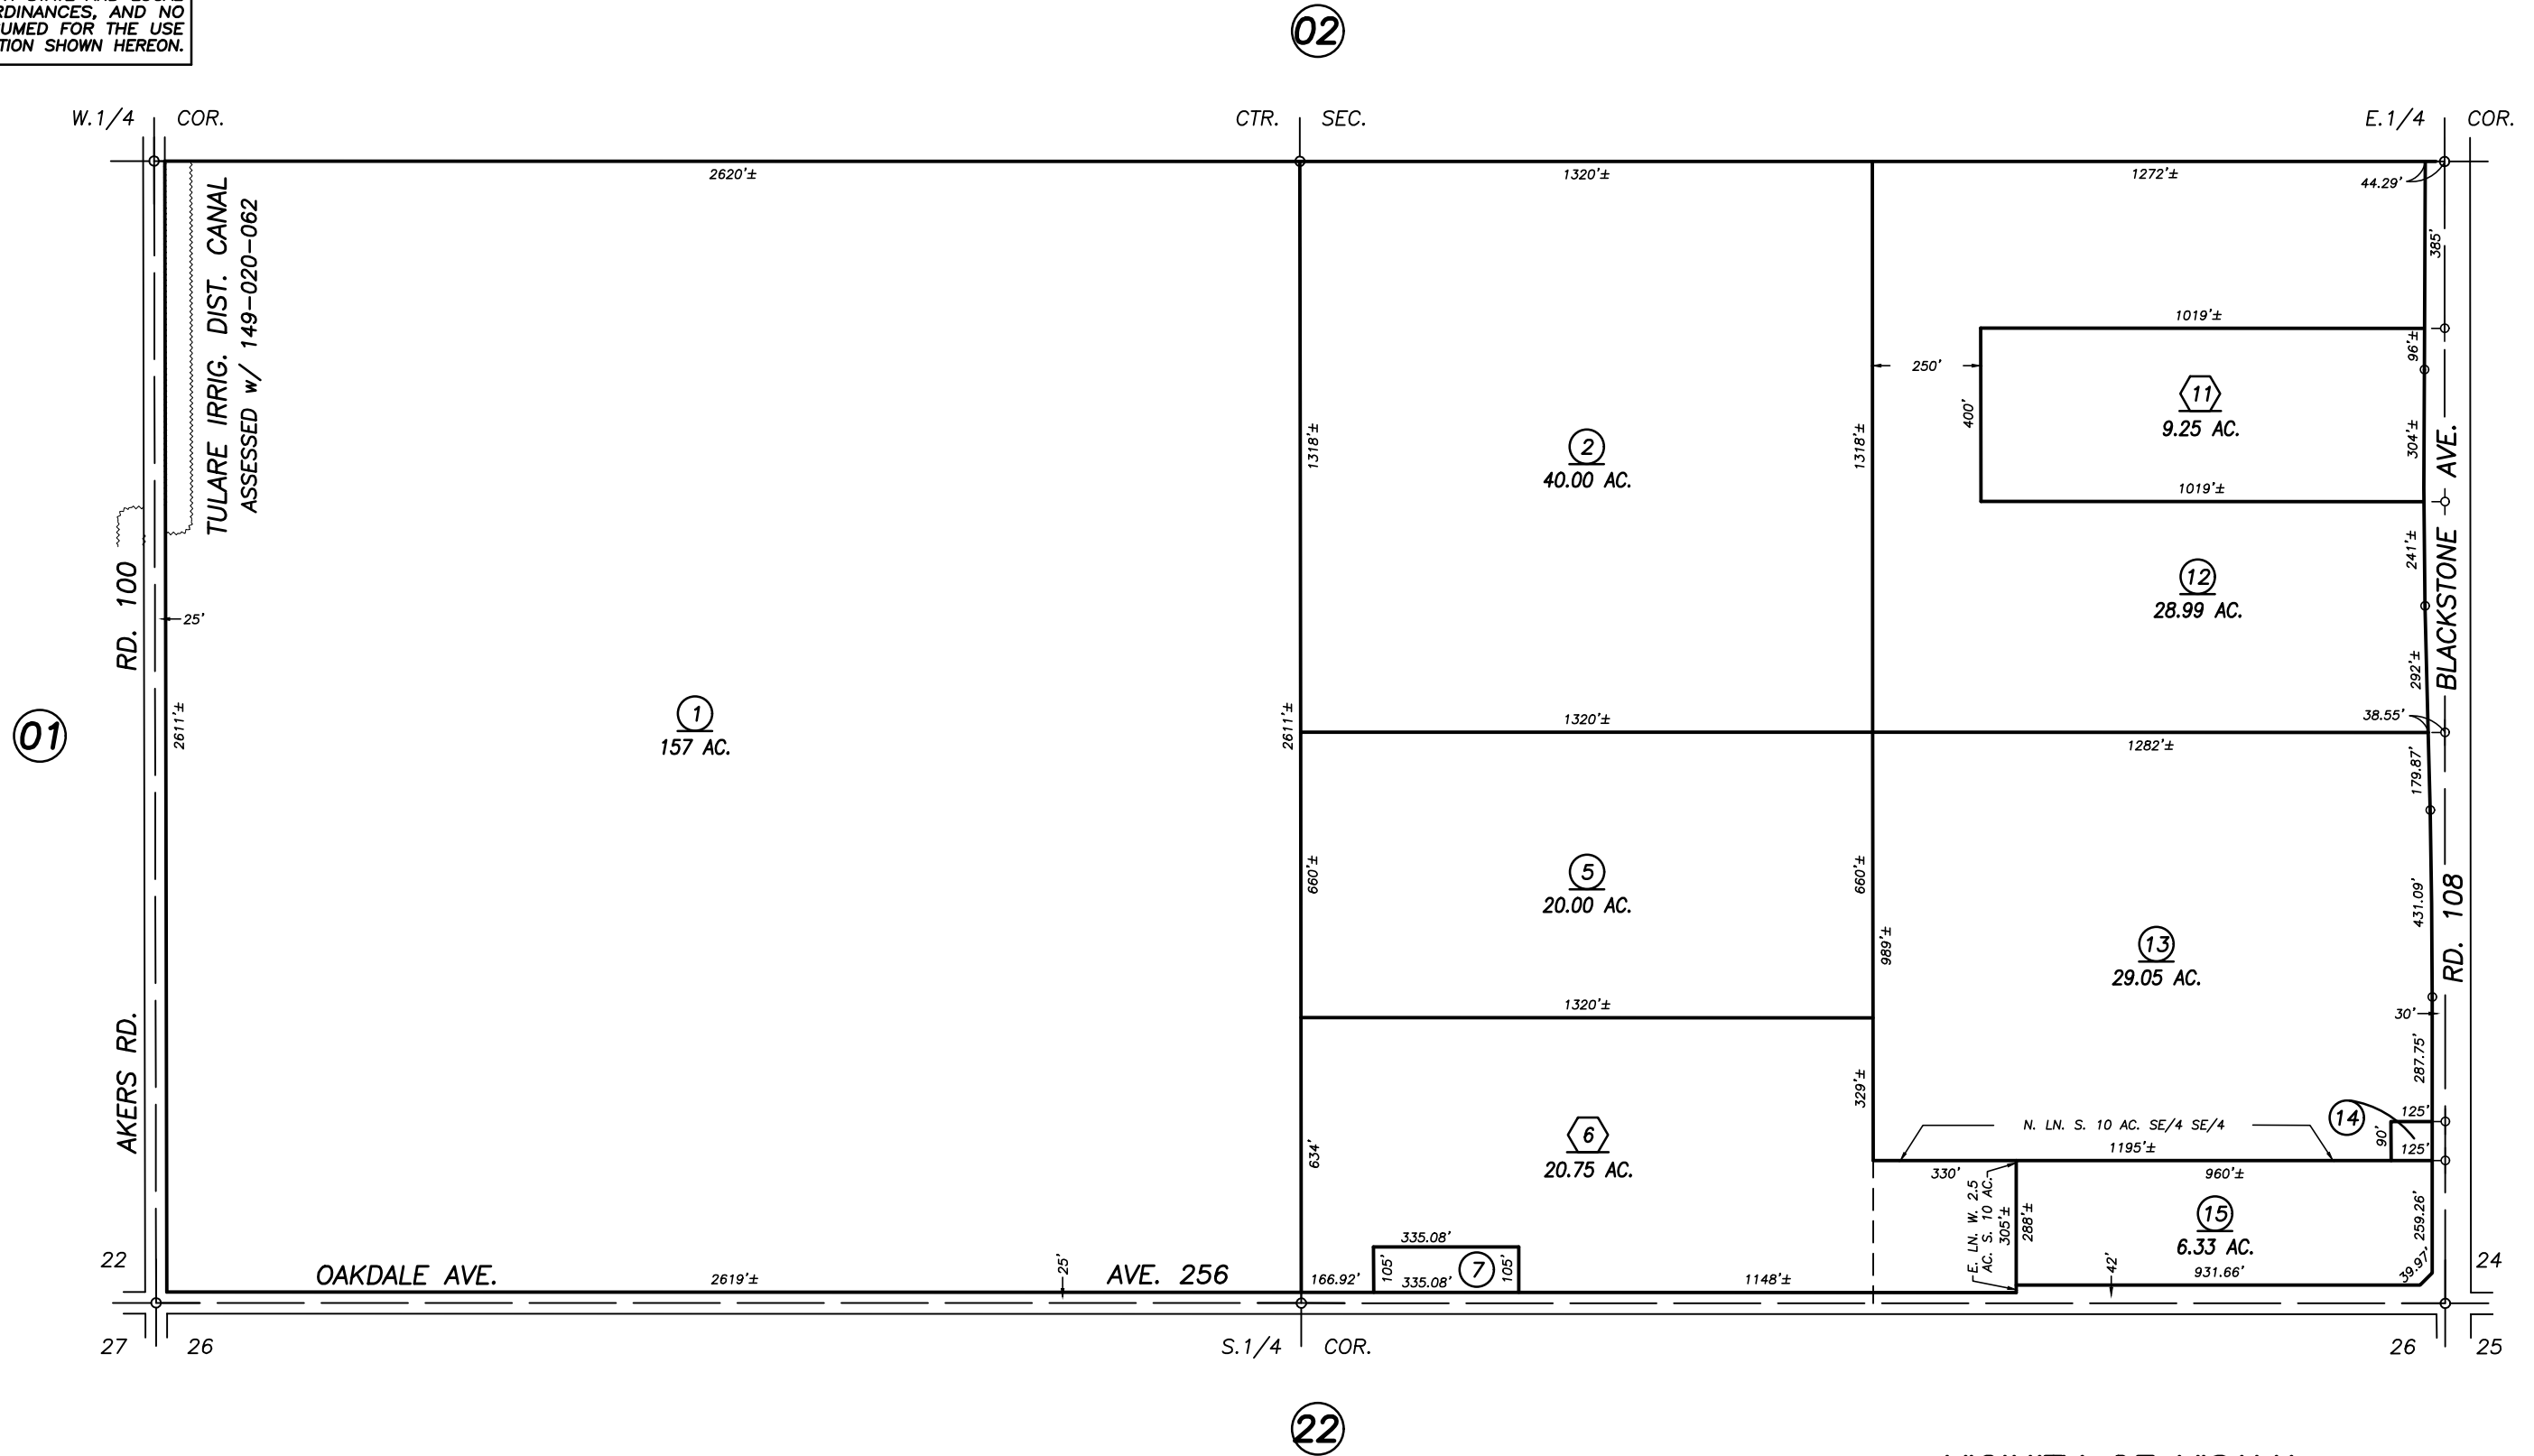 ORDINANCES, AND NO
UMED FOR THE USE
TION SHOWN HEREON.
02
W.1/4 COR.
CTR. SEC.
E.1/4 COR.
2620'±
1320'±
1272'±
44.29'
TULARE IRRIG. DIST. CANAL
ASSESSED w/ 149-020-062
385'
1019'±
96'±
250'
400'
11
9.25 AC.
304'±
1318'±
2
40.00 AC.
1318'±
1019'±
BLACKSTONE AVE.
241'±
12
28.99 AC.
RD. 100
25'
292'±
01
2611'±
1
157 AC.
2611'±
1320'±
38.55'
1282'±
179.87'
660'±
5
20.00 AC.
660'±
431.09'
RD. 108
989'±
13
29.05 AC.
1320'±
30'
287.75'
AKERS RD.
329'±
634'
6
20.75 AC.
N. LN. S. 10 AC. SE/4 SE/4
14
125'
90'
125'
1195'±
330'
960'±
E. LN. W. 2.5
AC. S. 10 AC.
305'±
288'±
15
6.33 AC.
259.26'
39.97'
931.66'
42'
335.08'
105'
335.08'
7
105'
166.92'
1148'±
22
OAKDALE AVE.
2619'±
25'
AVE. 256
24
27
26
S.1/4 COR.
26
25
22